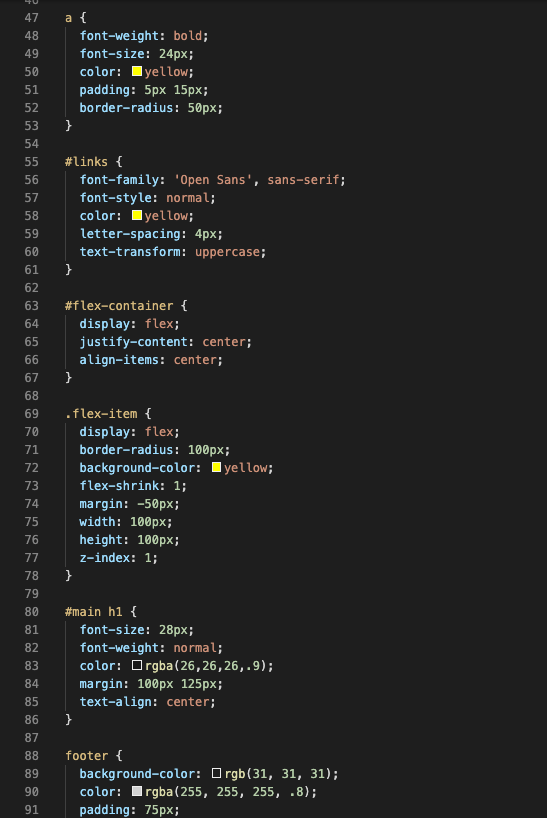 46
47 a {
48 font-weight: bold;
49 font-size: 24px;
50 color: yellow;
51 padding: 5px 15px;
52 border-radius: 50px;
53 }
54
55 #links {
56 font-family: 'Open Sans', sans-serif;
57 font-style: normal;
58 color: yellow;
59 letter-spacing: 4px;
60 text-transform: uppercase;
61 }
62
63 #flex-container {
64 display: flex;
65 justify-content: center;
66 align-items: center;
67 }
68
69 .flex-item {
70 display: flex;
71 border-radius: 100px;
72 background-color: yellow;
73 flex-shrink: 1;
74 margin: -50px;
75 width: 100px;
76 height: 100px;
77 z-index: 1;
78 }
79
80 #main h1 {
81 font-size: 28px;
82 font-weight: normal;
83 color: rgba(26,26,26,.9);
84 margin: 100px 125px;
85 text-align: center;
86 }
87
88 footer {
89 background-color: rgb(31, 31, 31);
90 color: rgba(255, 255, 255, .8);
91 padding: 75px;